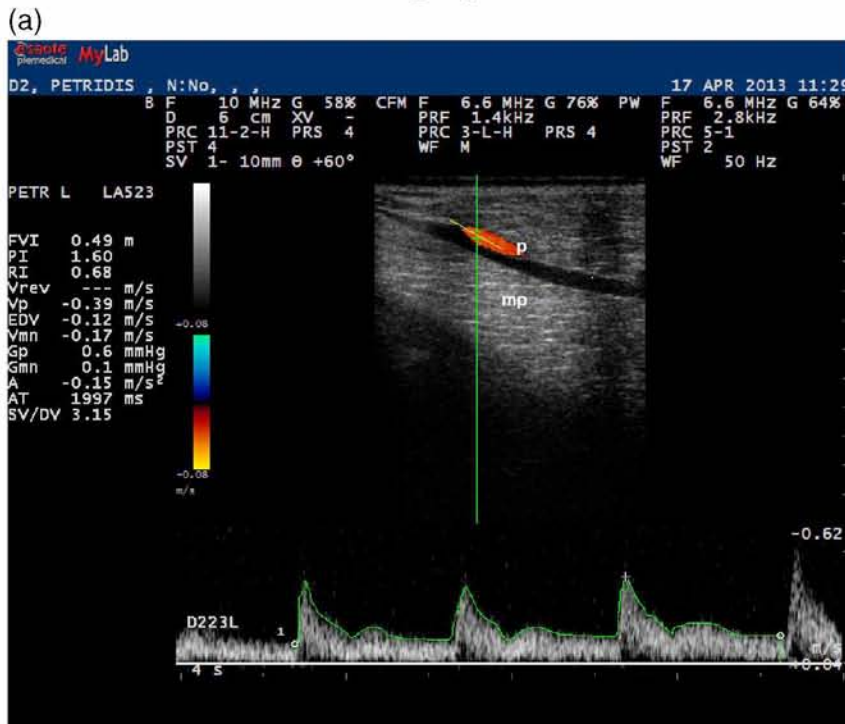 (a)
esaote
piemedical MyLab
D2, PETRIDIS , N:No, , , 17 APR 2013 11:29
B F 10 MHz G 58% CFM F 6.6 MHz G 76% PW F 6.6 MHz G 64%
D 6 cm XV - PRF 1.4kHz PRF 2.8kHz
PRC 11-2-H PRS 4 PRC 3-L-H PRS 4 PRC 5-1
PST 4 WF M PST 2
SV 1- 10mm θ +60° WF 50 Hz
PETR L LA523
FVI 0.49 m
PI 1.60
RI 0.68
Vrev --- m/s
Vp -0.39 m/s
EDV -0.12 m/s
Vmn -0.17 m/s
Gp 0.6 mmHg
Gmn 0.1 mmHg
A -0.15 m/s²
AT 1997 ms
SV/DV 3.15
-0.08
-0.08
m/s
p
mp
-0.62
D223L
1
m/s
+0.04
4 s